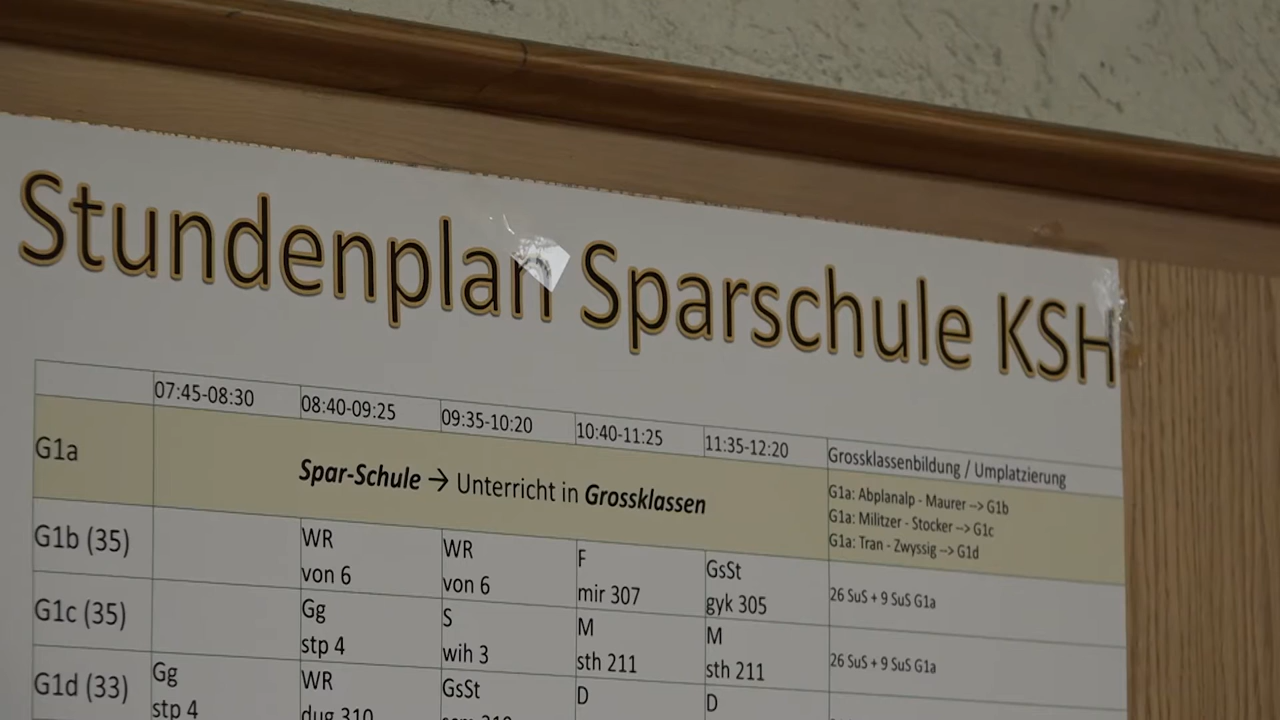 Stundenplan Sparschule KSH
07:45-08:30 08:40-09:25 09:35-10:20 10:40-11:25 11:35-12:20 Grossklassenbildung / Umplatzierung
G1a Spar-Schule → Unterricht in Grossklassen
G1a: Abplanalp - Maurer --> G1b
G1a: Militzer - Stocker --> G1c
G1a: Tran - Zwyssig --> G1d
G1b (35) WR WR F GsSt 26 SuS + 9 SuS G1a
von 6 von 6 mir 307 gyk 305
G1c (35) Gg S M M 26 SuS + 9 SuS G1a
stp 4 wih 3 sth 211 sth 211
G1d (33) Gg WR GsSt D D
stp 4 dug 310